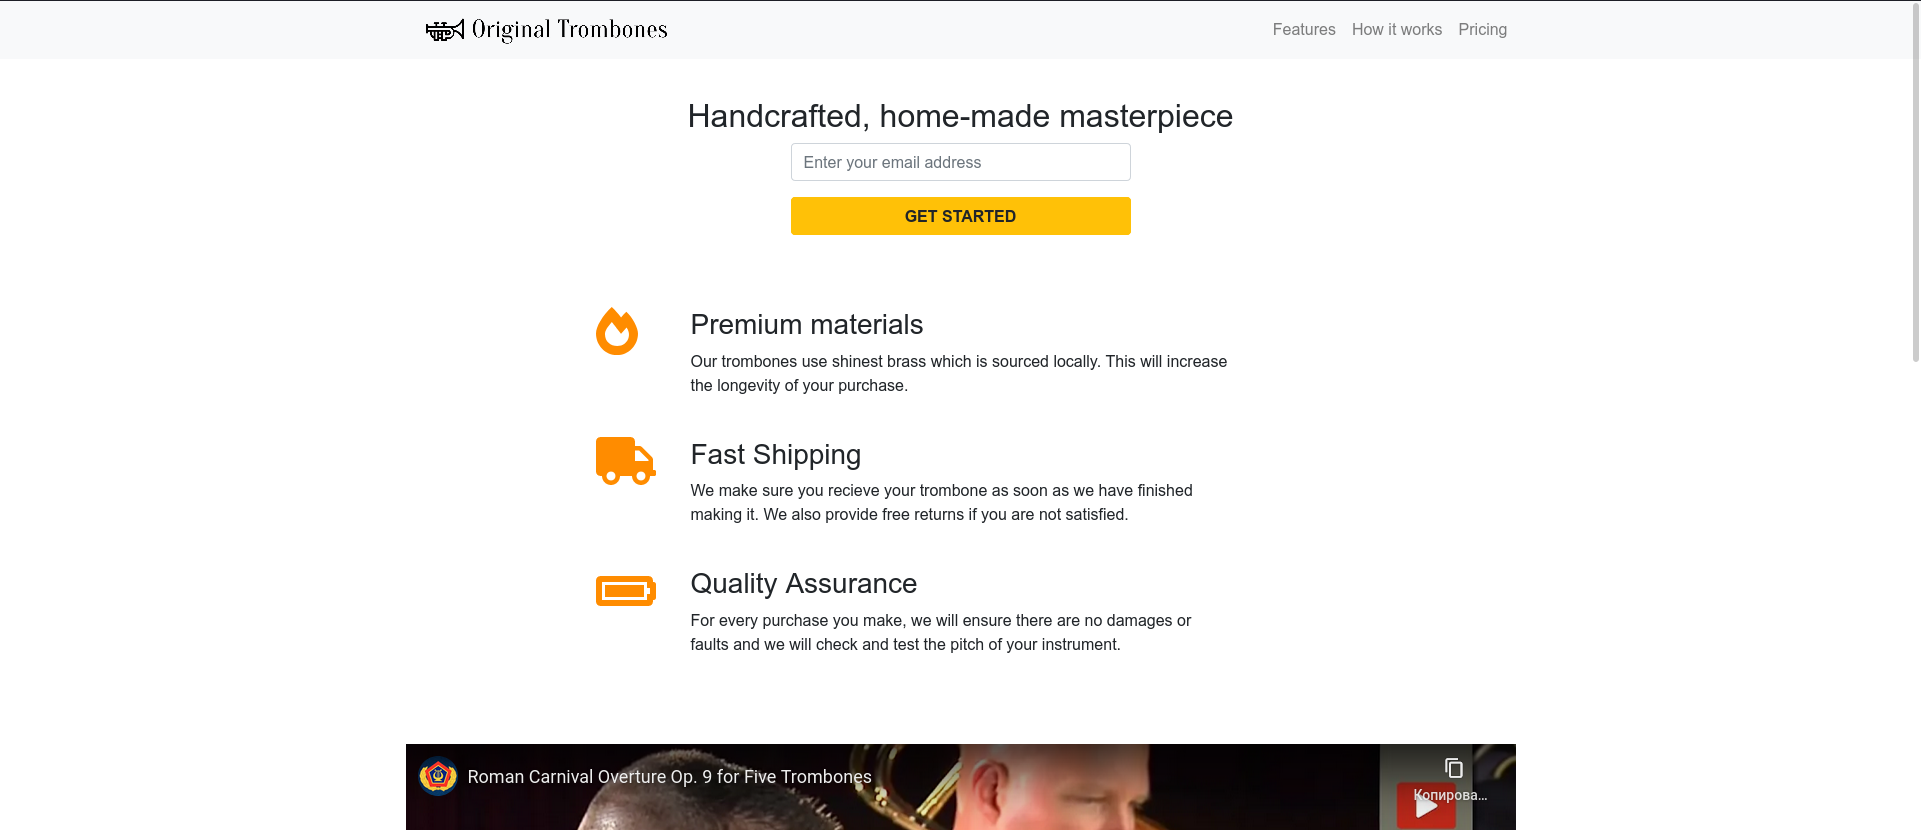 Original Trombones
Features
How it works
Pricing
Handcrafted, home-made masterpiece
Enter your email address
GET STARTED
Premium materials
Our trombones use shinest brass which is sourced locally. This will increase
the longevity of your purchase.
Fast Shipping
We make sure you recieve your trombone as soon as we have finished
making it. We also provide free returns if you are not satisfied.
Quality Assurance
For every purchase you make, we will ensure there are no damages or
faults and we will check and test the pitch of your instrument.
Roman Carnival Overture Op. 9 for Five Trombones
Копирова...